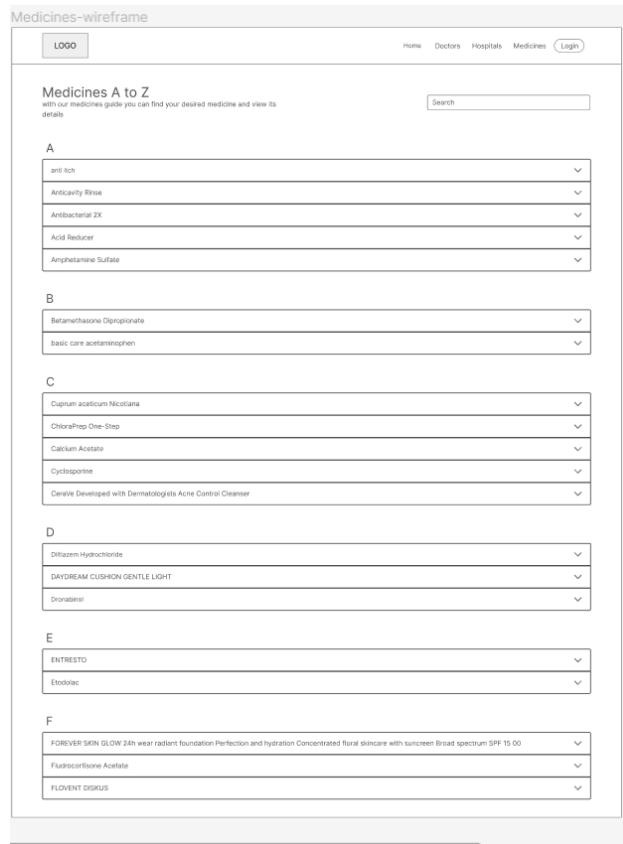 Medicines-wireframe
LOGO
Home Doctors Hospitals Medicines Login
Medicines A to Z
with our medicines guide you can find your desired medicine and view its
details
Search
A
anti itch
Anticavity Rinse
Antibacterial 2X
Acid Reducer
Amphetamine Sulfate
B
Betamethasone Dipropionate
basic care acetaminophen
C
Cuprum aceticum Nicotiana
ChloraPrep One-Step
Calcium Acetate
Cyclosporine
CeraVe Developed with Dermatologists Acne Control Cleanser
D
Diltiazem Hydrochloride
DAYDREAM CUSHION GENTLE LIGHT
Dronabinol
E
ENTRESTO
Etodolac
F
FOREVER SKIN GLOW 24h wear radiant foundation Perfection and hydration Concentrated floral skincare with suncreen Broad spectrum SPF 15 00
Fludrocortisone Acetate
FLOVENT DISKUS